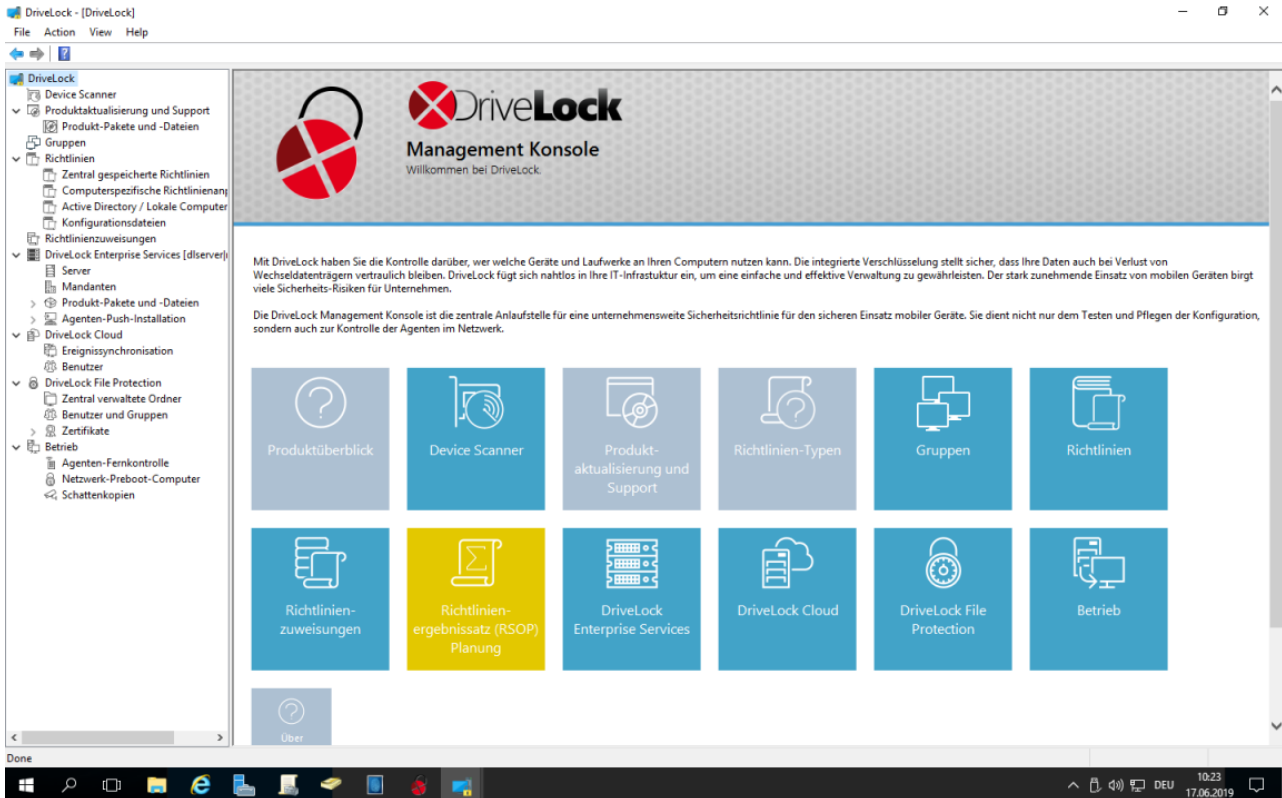 DriveLock - [DriveLock]
File Action View Help
DriveLock
Device Scanner
Produktaktualisierung und Support
Produkt-Pakete und -Dateien
Gruppen
Richtlinien
Zentral gespeicherte Richtlinien
Computerspezifische Richtlinienanp
Active Directory / Lokale Computer
Konfigurationsdateien
Richtlinienzuweisungen
DriveLock Enterprise Services [dlserver
Server
Mandanten
Produkt-Pakete und -Dateien
Agenten-Push-Installation
DriveLock Cloud
Ereignissynchronisation
Benutzer
DriveLock File Protection
Zentral verwaltete Ordner
Benutzer und Gruppen
Zertifikate
Betrieb
Agenten-Fernkontrolle
Netzwerk-Preboot-Computer
Schattenkopien
DriveLock
Management Konsole
Willkommen bei DriveLock.
Mit DriveLock haben Sie die Kontrolle darüber, wer welche Geräte und Laufwerke an Ihren Computern nutzen kann. Die integrierte Verschlüsselung stellt sicher, dass Ihre Daten auch bei Verlust von
Wechseldatenträgern vertraulich bleiben. DriveLock fügt sich nahtlos in Ihre IT-Infrastuktur ein, um eine einfache und effektive Verwaltung zu gewährleisten. Der stark zunehmende Einsatz von mobilen Geräten birgt
viele Sicherheits-Risiken für Unternehmen.
Die DriveLock Management Konsole ist die zentrale Anlaufstelle für eine unternehmensweite Sicherheitsrichtlinie für den sicheren Einsatz mobiler Geräte. Sie dient nicht nur dem Testen und Pflegen der Konfiguration,
sondern auch zur Kontrolle der Agenten im Netzwerk.
Produktüberblick
Device Scanner
Produkt-
aktualisierung und
Support
Richtlinien-Typen
Gruppen
Richtlinien
Richtlinien-
zuweisungen
Richtlinien-
ergebnissatz (RSOP)
Planung
DriveLock
Enterprise Services
DriveLock Cloud
DriveLock File
Protection
Betrieb
Über
Done
DEU
10:23
17.06.2019